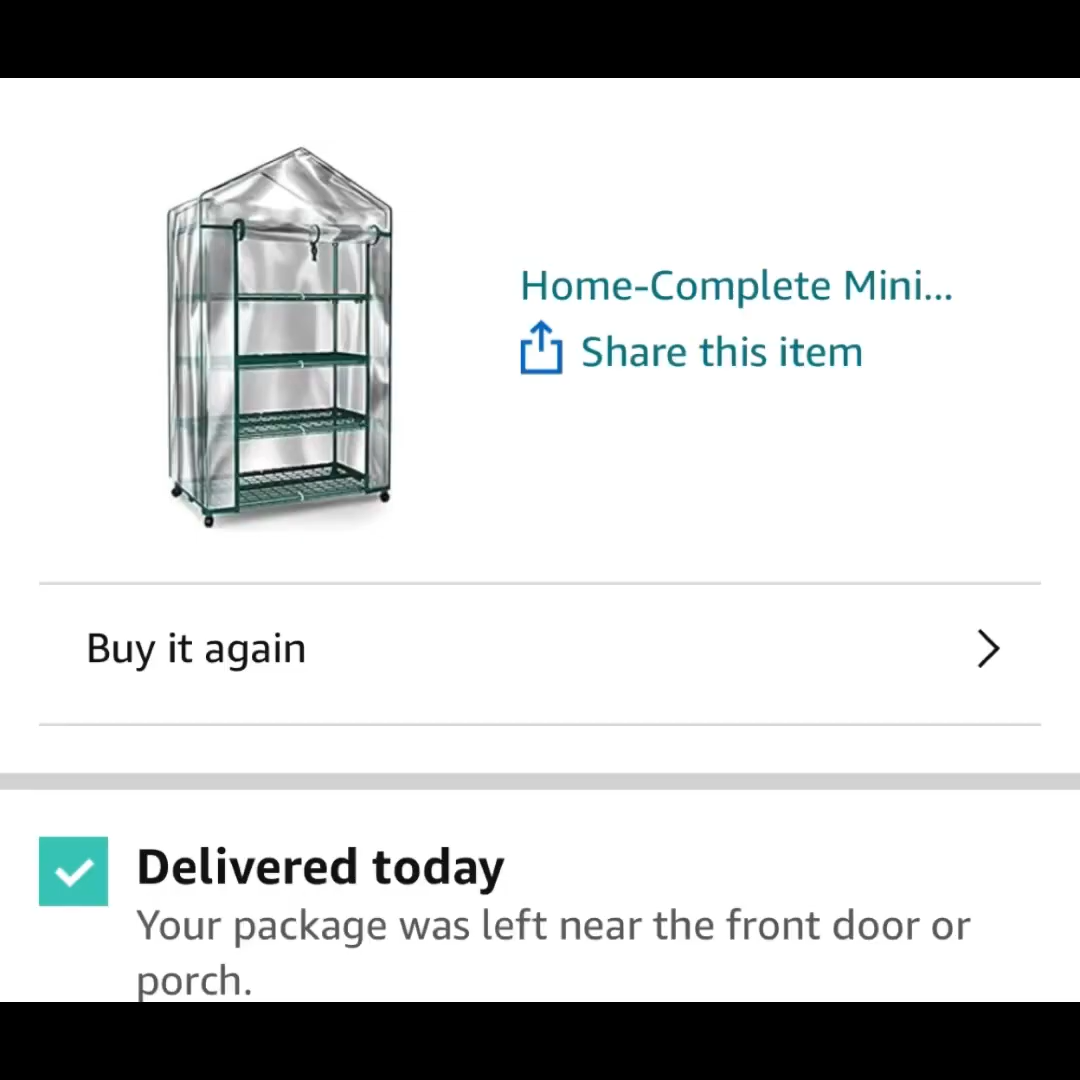 Home-Complete Mini...
Share this item
Buy it again
Delivered today
Your package was left near the front door or
porch.